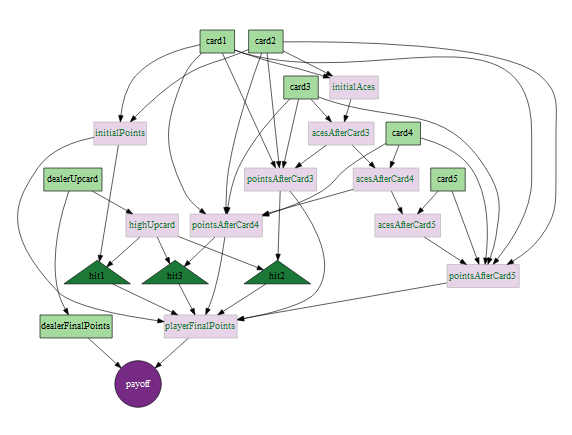 card1
card2
card3
initialAces
initialPoints
acesAfterCard3
card4
dealerUpcard
pointsAfterCard3
acesAfterCard4
card5
highUpcard
pointsAfterCard4
acesAfterCard5
hit1
hit3
hit2
pointsAfterCard5
dealerFinalPoints
playerFinalPoints
payoff